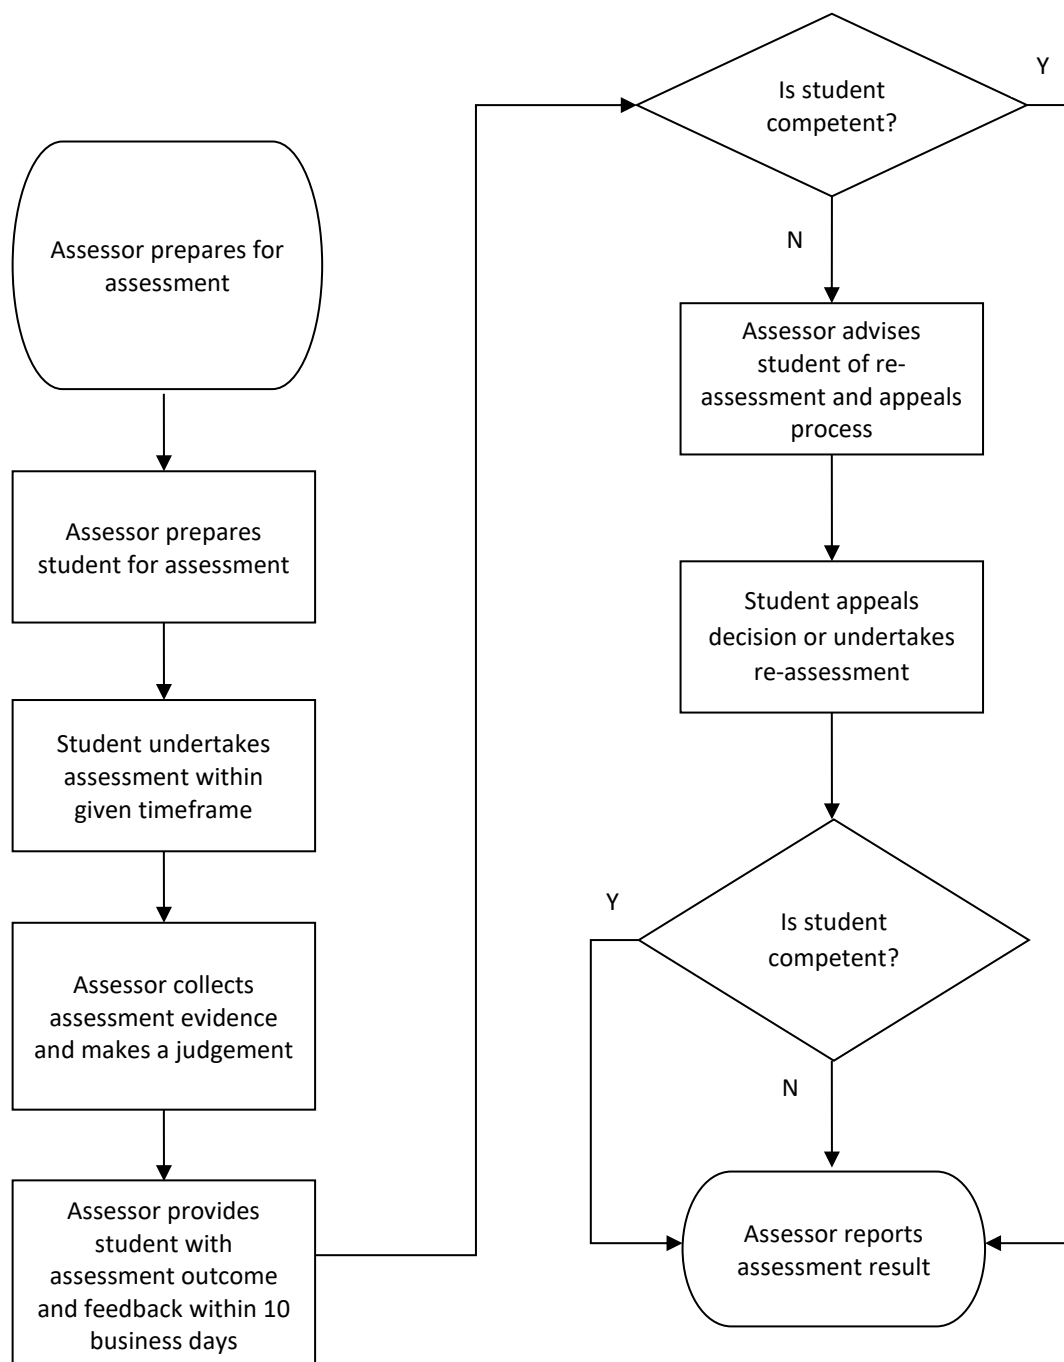 Assessor prepares for
assessment
Assessor prepares
student for assessment
Student undertakes
assessment within
given timeframe
Assessor collects
assessment evidence
and makes a judgement
Assessor provides
student with
assessment outcome
and feedback within 10
business days
Is student
competent?
Y
N
Assessor advises
student of re-
assessment and appeals
process
Student appeals
decision or undertakes
re-assessment
Is student
competent?
Y
N
Assessor reports
assessment result